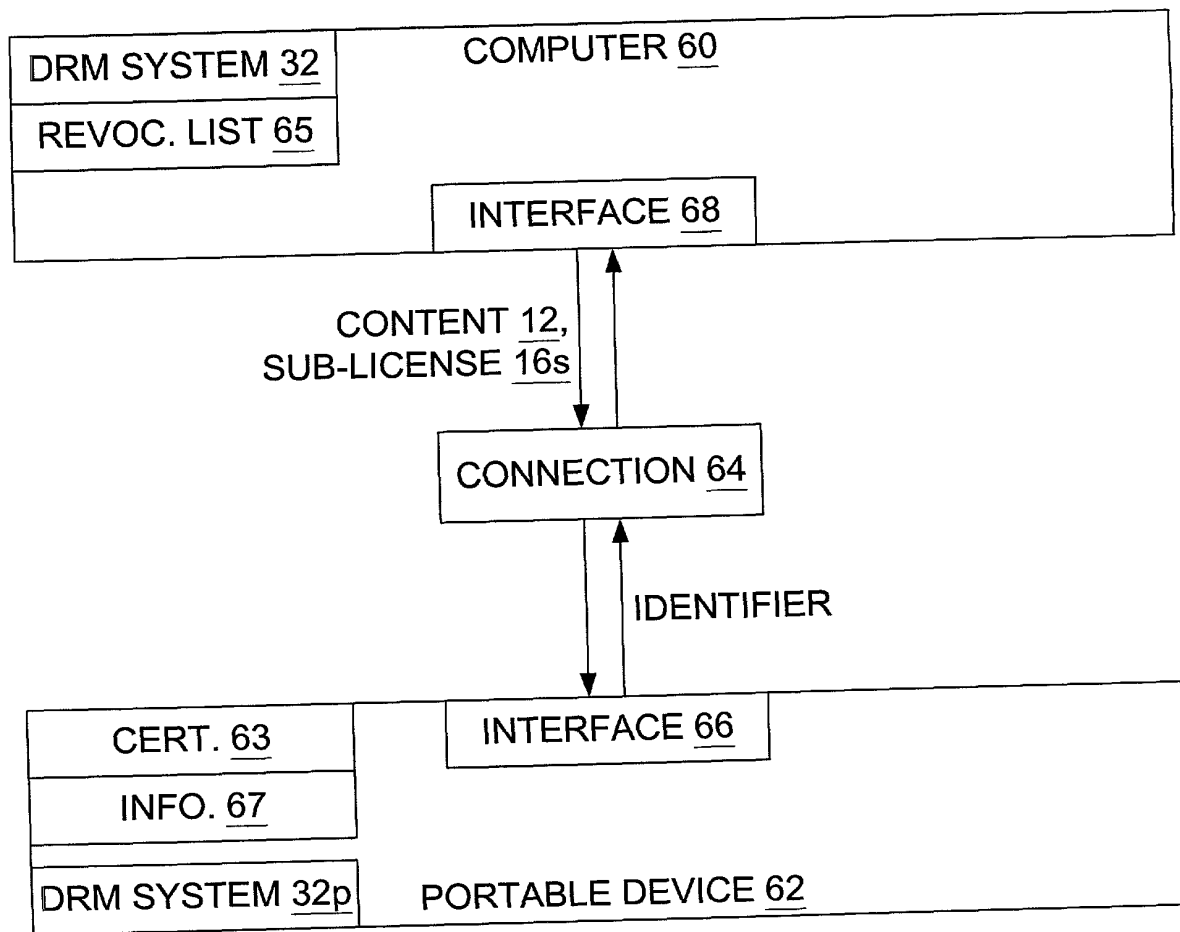 DRM SYSTEM 32
COMPUTER 60
REVOC. LIST 65
INTERFACE 68
CONTENT 12,
SUB-LICENSE 16s
CONNECTION 64
IDENTIFIER
CERT. 63
INTERFACE 66
INFO. 67
DRM SYSTEM 32p
PORTABLE DEVICE 62